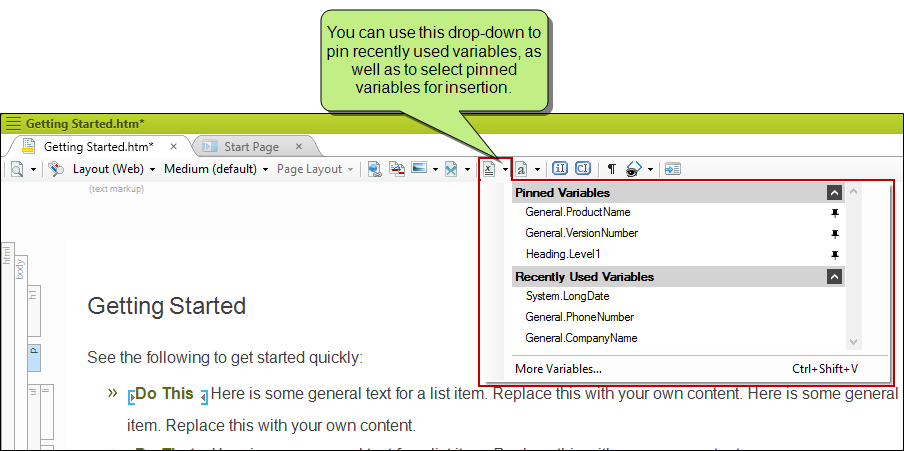 You can use this drop-down to
pin recently used variables, as
well as to select pinned
variables for insertion.
Getting Started.htm*
Getting Started.htm* × Start Page ×
Layout (Web) Medium (default) Page Layout
(text markup)
Pinned Variables
General.ProductName
General.VersionNumber
Heading.Level1
Recently Used Variables
System.LongDate
General.PhoneNumber
General.CompanyName
More Variables... Ctrl+Shift+V
html
body
h1
p
ul
li
Getting Started
See the following to get started quickly:
» Do This Here is some general text for a list item. Replace this with your own content. Here is some general
item. Replace this with your own content.